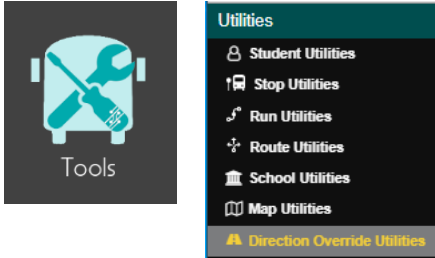 Tools
Utilities
Student Utilities
Stop Utilities
Run Utilities
Route Utilities
School Utilities
Map Utilities
Direction Override Utilities